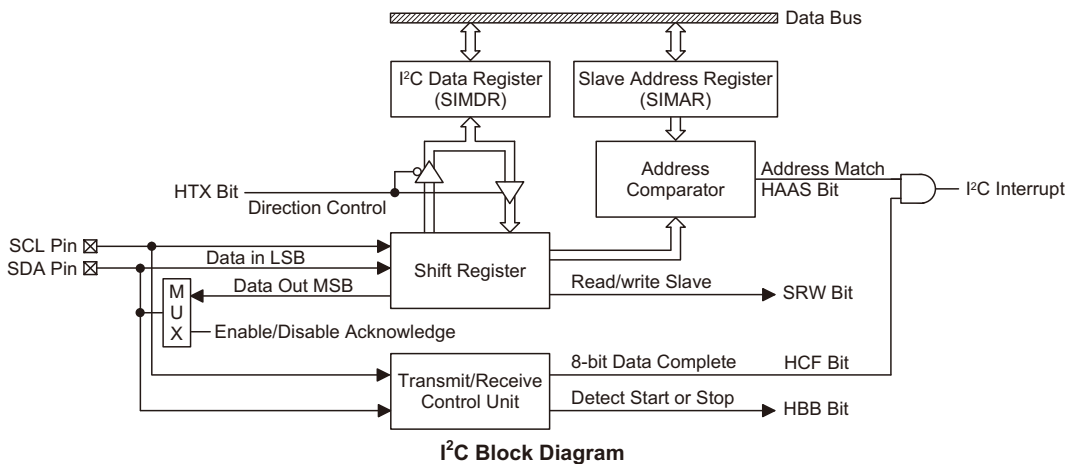 Data Bus
I²C Data Register
(SIMDR)
Slave Address Register
(SIMAR)
HTX Bit
Direction Control
Address
Comparator
Address Match
HAAS Bit
I²C Interrupt
SCL Pin
SDA Pin
Data in LSB
Shift Register
Data Out MSB
M
U
X
Enable/Disable Acknowledge
Read/write Slave
SRW Bit
Transmit/Receive
Control Unit
8-bit Data Complete
HCF Bit
Detect Start or Stop
HBB Bit
I²C Block Diagram